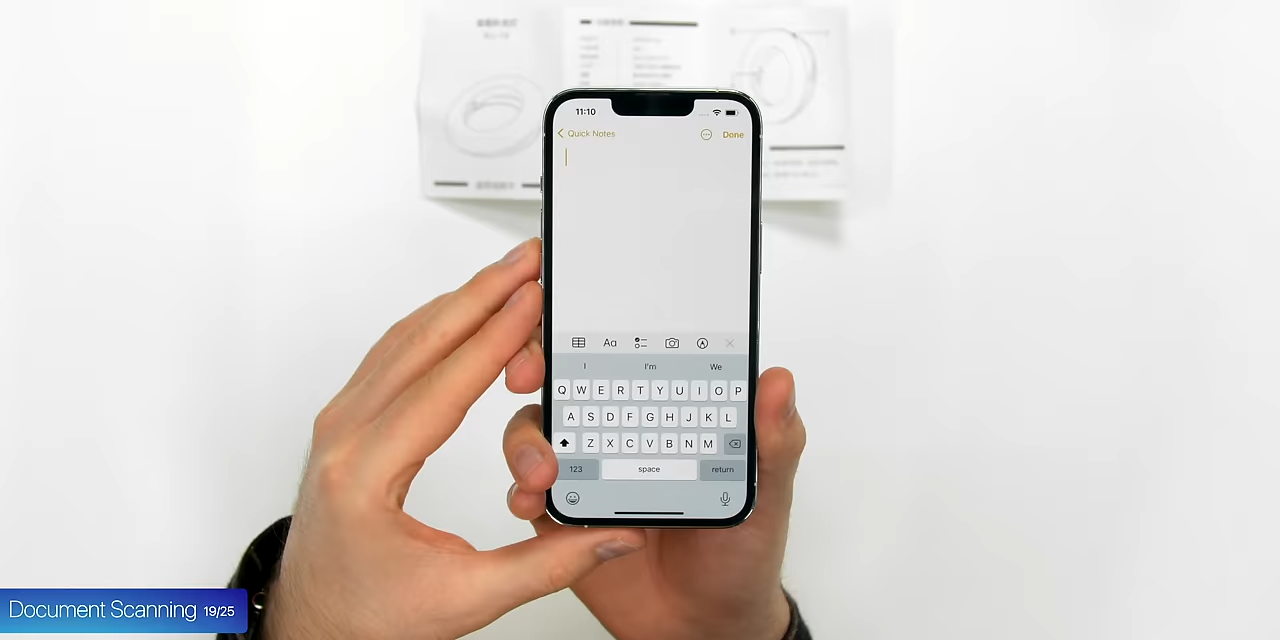 11:10
Quick Notes
Done
Aa
I I'm We
Q W E R T Y U I O P
A S D F G H J K L
Z X C V B N M
123 space return
Document Scanning 19/25